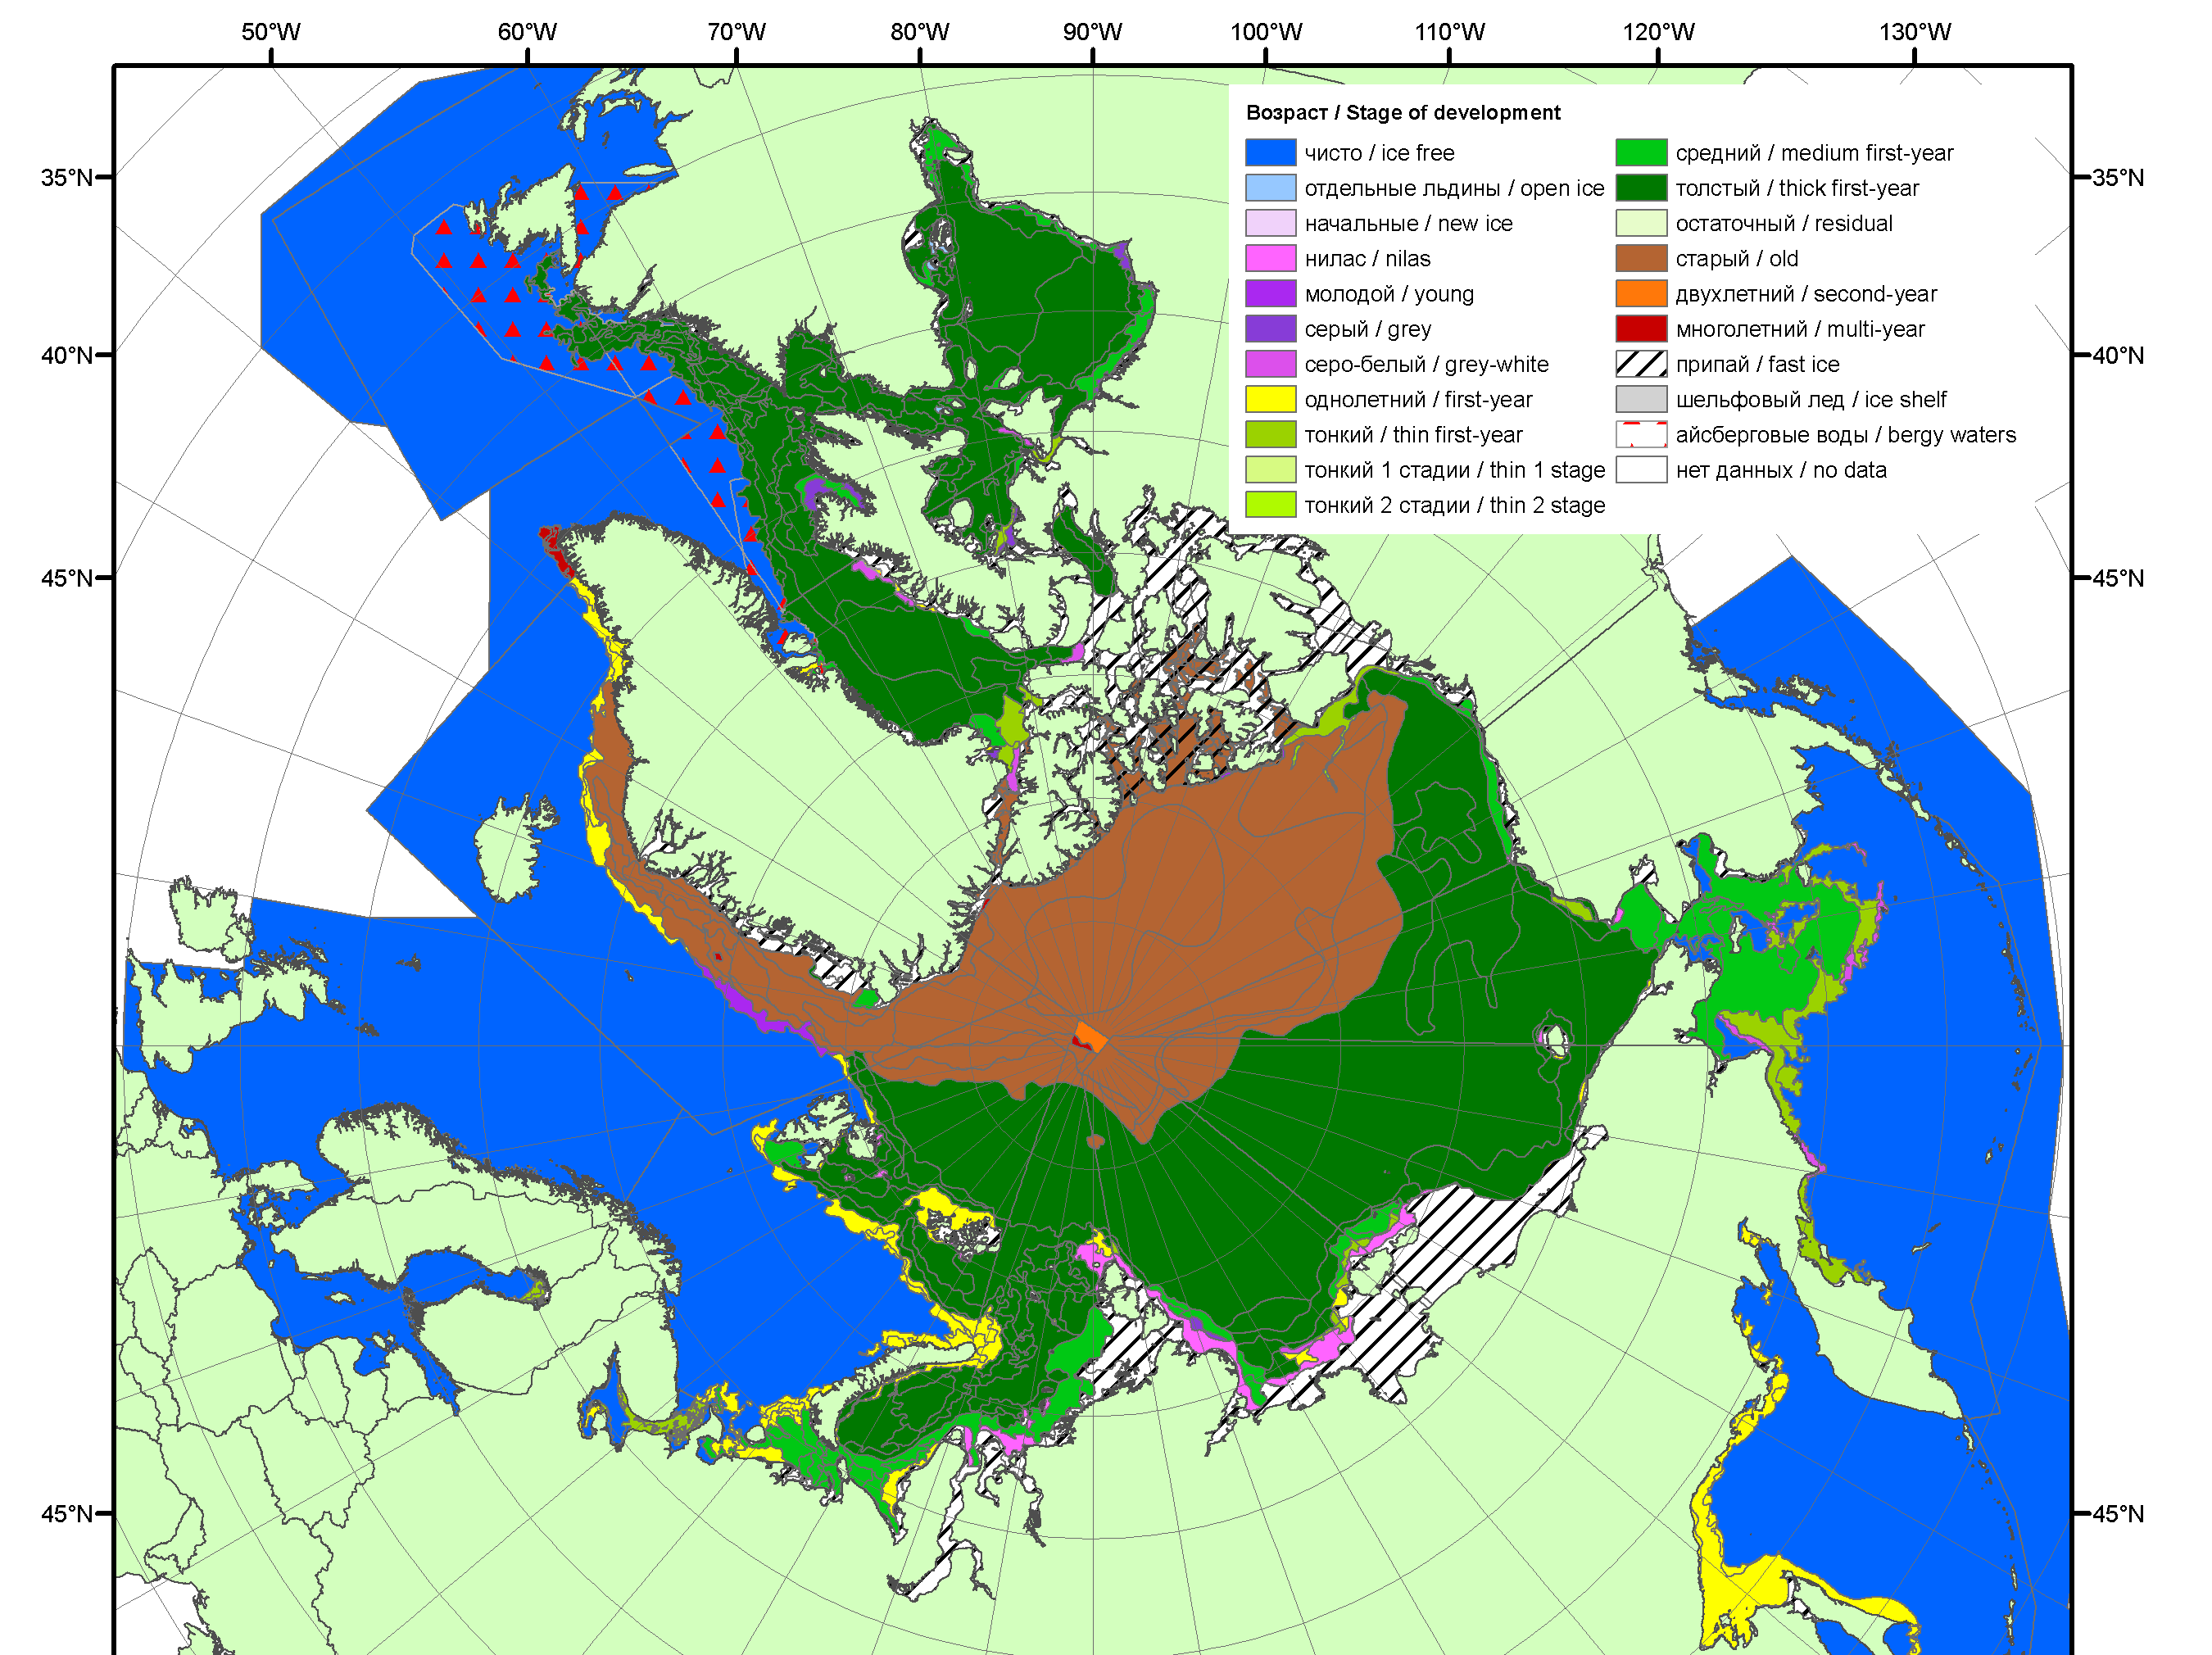 50°W 60°W 70°W 80°W 90°W 100°W 110°W 120°W 130°W
Возраст / Stage of development
чисто / ice free
отдельные льдины / open ice
начальные / new ice
нилас / nilas
молодой / young
серый / grey
серо-белый / grey-white
однолетний / first-year
тонкий / thin first-year
тонкий 1 стадии / thin 1 stage
тонкий 2 стадии / thin 2 stage
средний / medium first-year
толстый / thick first-year
остаточный / residual
старый / old
двухлетний / second-year
многолетний / multi-year
припай / fast ice
шельфовый лед / ice shelf
айсберговые воды / bergy waters
нет данных / no data
35°N 35°N
40°N 40°N
45°N 45°N
45°N 45°N